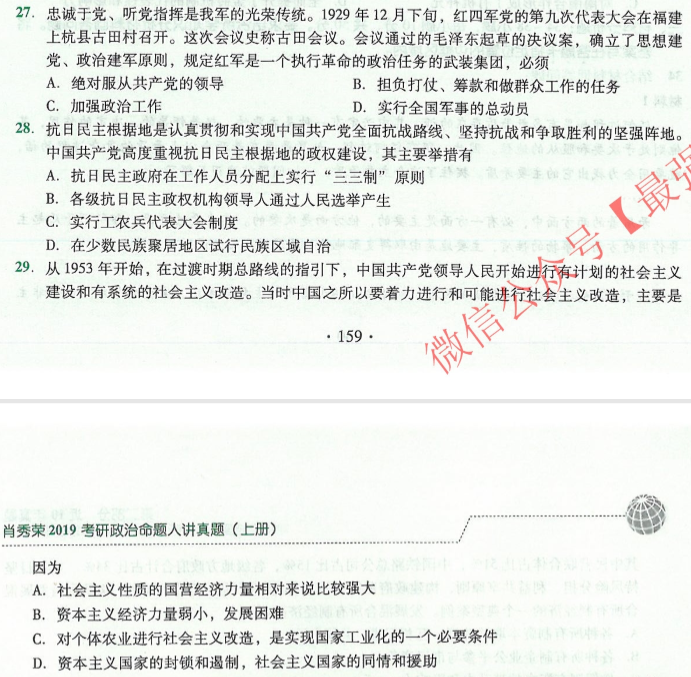 27. 忠诚于党、听党指挥是我军的光荣传统。1929 年 12 月下旬，红四军党的第九次代表大会在福建
上杭县古田村召开。这次会议史称古田会议。会议通过的毛泽东起草的决议案，确立了思想建
党、政治建军原则，规定红军是一个执行革命的政治任务的武装集团，必须
A. 绝对服从共产党的领导 B. 担负打仗、筹款和做群众工作的任务
C. 加强政治工作 D. 实行全国军事的总动员
28. 抗日民主根据地是认真贯彻和实现中国共产党全面抗战路线、坚持抗战和争取胜利的坚强阵地。
中国共产党高度重视抗日民主根据地的政权建设，其主要举措有
A. 抗日民主政府在工作人员分配上实行“三三制”原则
B. 各级抗日民主政权机构领导人通过人民选举产生
C. 实行工农兵代表大会制度
D. 在少数民族聚居地区试行民族区域自治
29. 从 1953 年开始，在过渡时期总路线的指引下，中国共产党领导人民开始进行有计划的社会主义
建设和有系统的社会主义改造。当时中国之所以要着力进行和可能进行社会主义改造，主要是
· 159 ·
微信公众号【最强
肖秀荣 2019 考研政治命题人讲真题（上册）
因为
A. 社会主义性质的国营经济力量相对来说比较强大
B. 资本主义经济力量弱小，发展困难
C. 对个体农业进行社会主义改造，是实现国家工业化的一个必要条件
D. 资本主义国家的封锁和遏制，社会主义国家的同情和援助